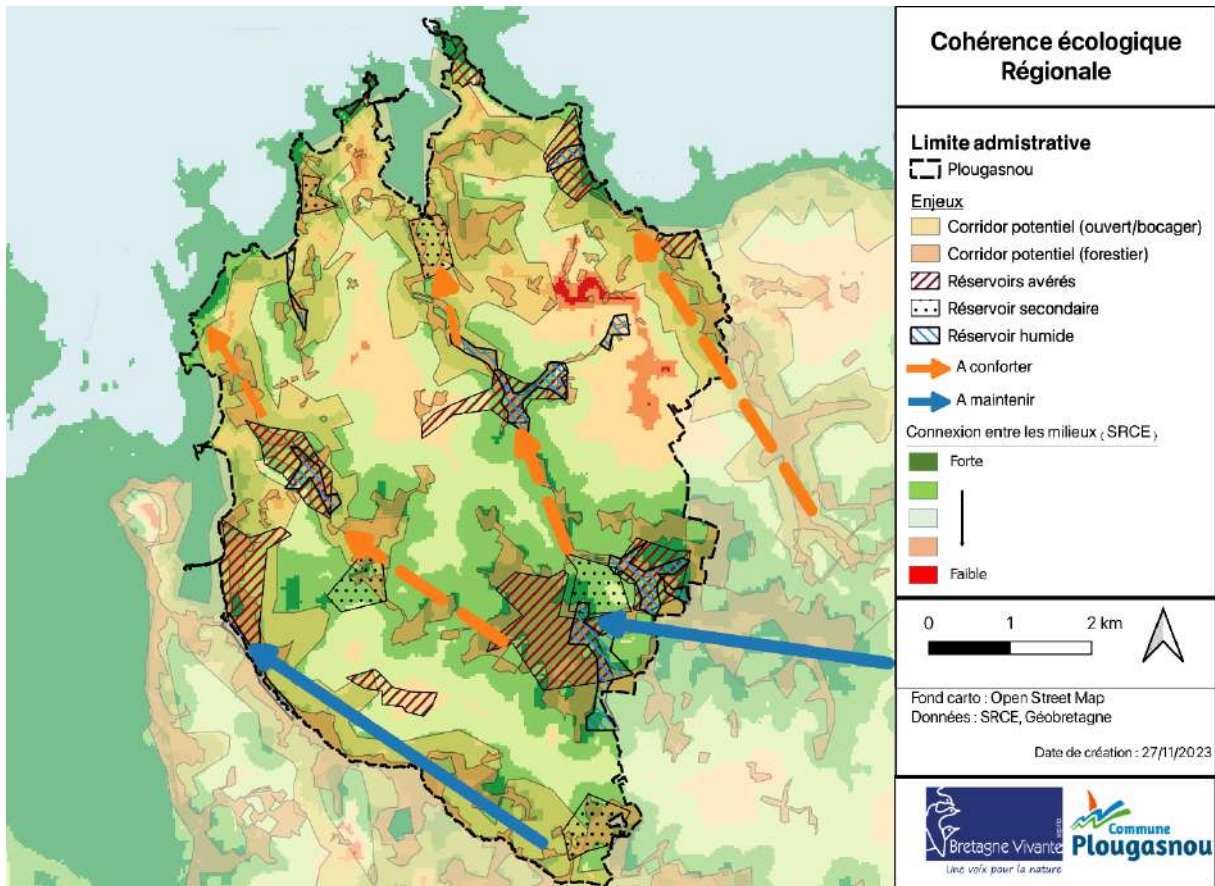 Cohérence écologique
Régionale
Limite admistrative
Plougasnou
Enjeux
Corridor potentiel (ouvert/bocager)
Corridor potentiel (forestier)
Réservoirs avérés
Réservoir secondaire
Réservoir humide
A conforter
A maintenir
Connexion entre les milieux (SRCE)
Forte
Faible
0 1 2 km
Fond carto : Open Street Map
Données : SRCE, Géobretagne
Date de création : 27/11/2023
Bretagne Vivante
Une voix pour la nature
Commune
Plougasnou